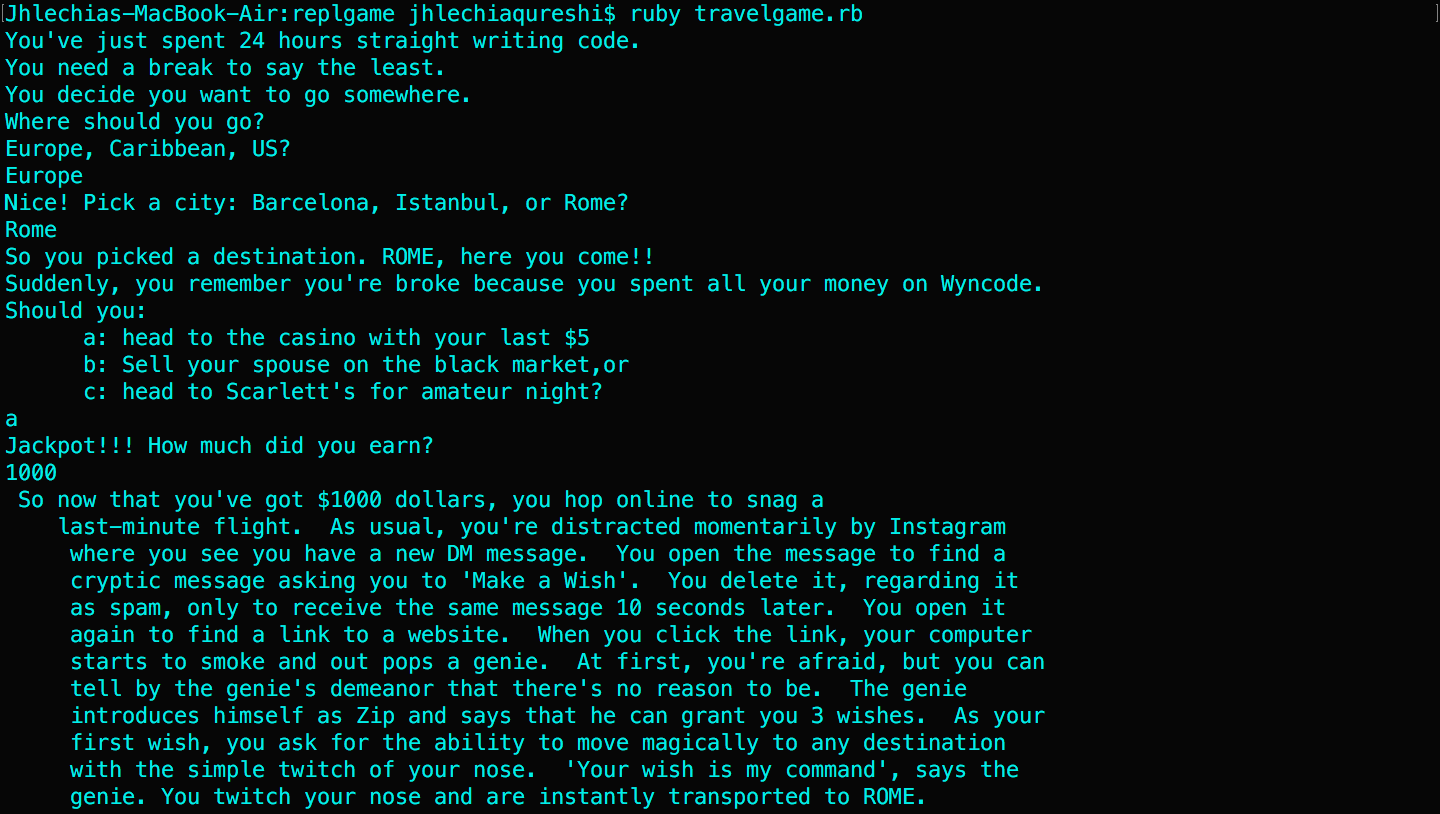 [Jhlechias-MacBook-Air:replgame jhlechiaqureshi$ ruby travelgame.rb ]
You've just spent 24 hours straight writing code.
You need a break to say the least.
You decide you want to go somewhere.
Where should you go?
Europe, Caribbean, US?
Europe
Nice! Pick a city: Barcelona, Istanbul, or Rome?
Rome
So you picked a destination. ROME, here you come!!
Suddenly, you remember you're broke because you spent all your money on Wyncode.
Should you:
      a: head to the casino with your last $5
      b: Sell your spouse on the black market,or
      c: head to Scarlett's for amateur night?
a
Jackpot!!! How much did you earn?
1000
 So now that you've got $1000 dollars, you hop online to snag a
    last-minute flight.  As usual, you're distracted momentarily by Instagram
     where you see you have a new DM message.  You open the message to find a
     cryptic message asking you to 'Make a Wish'.  You delete it, regarding it
     as spam, only to receive the same message 10 seconds later.  You open it
     again to find a link to a website.  When you click the link, your computer
     starts to smoke and out pops a genie.  At first, you're afraid, but you can
     tell by the genie's demeanor that there's no reason to be.  The genie
     introduces himself as Zip and says that he can grant you 3 wishes.  As your
     first wish, you ask for the ability to move magically to any destination
     with the simple twitch of your nose.  'Your wish is my command', says the
     genie. You twitch your nose and are instantly transported to ROME.